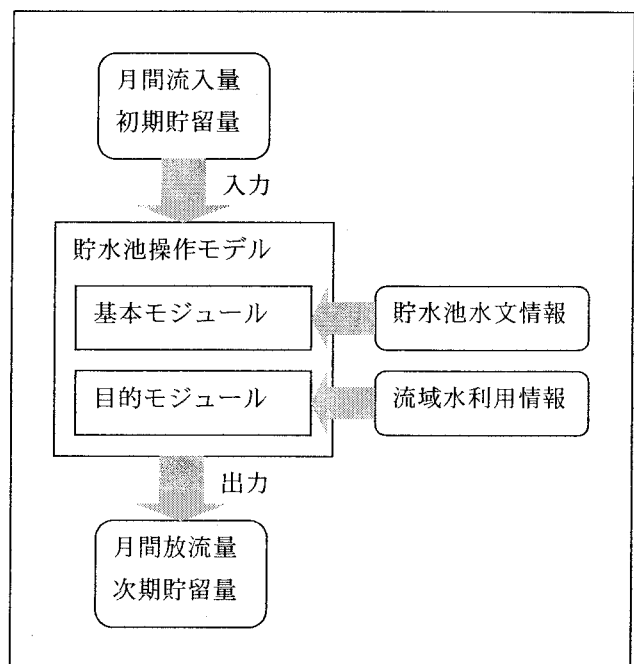 月間流入量
初期貯留量
入力
貯水池操作モデル
基本モジュール
貯水池水文情報
目的モジュール
流域水利用情報
出力
月間放流量
次期貯留量